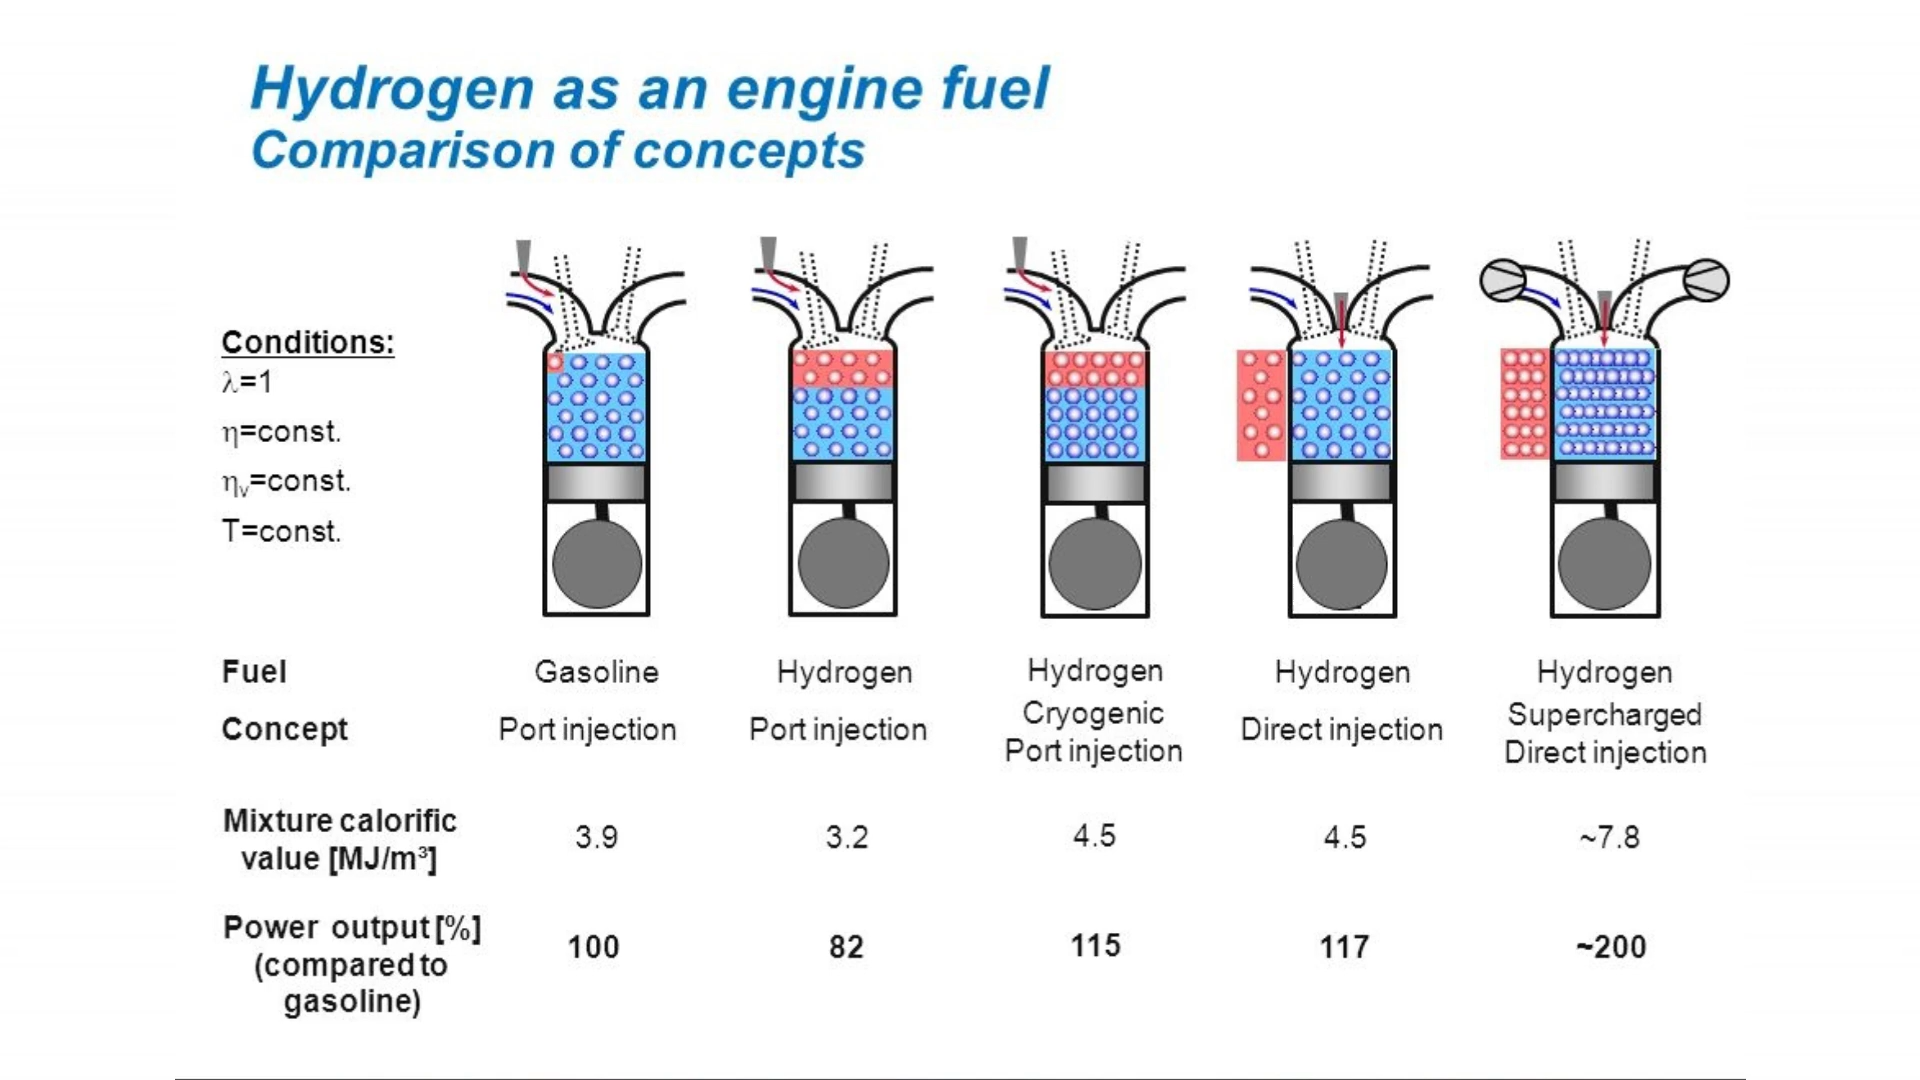 Hydrogen as an engine fuel
Comparison of concepts
Conditions:
λ=1
η=const.
ηv=const.
T=const.
Fuel Gasoline Hydrogen Hydrogen Hydrogen Hydrogen
Concept Port injection Port injection Cryogenic Port injection Direct injection Supercharged Direct injection
Mixture calorific value [MJ/m³] 3.9 3.2 4.5 4.5 ~7.8
Power output [%] (compared to gasoline) 100 82 115 117 ~200